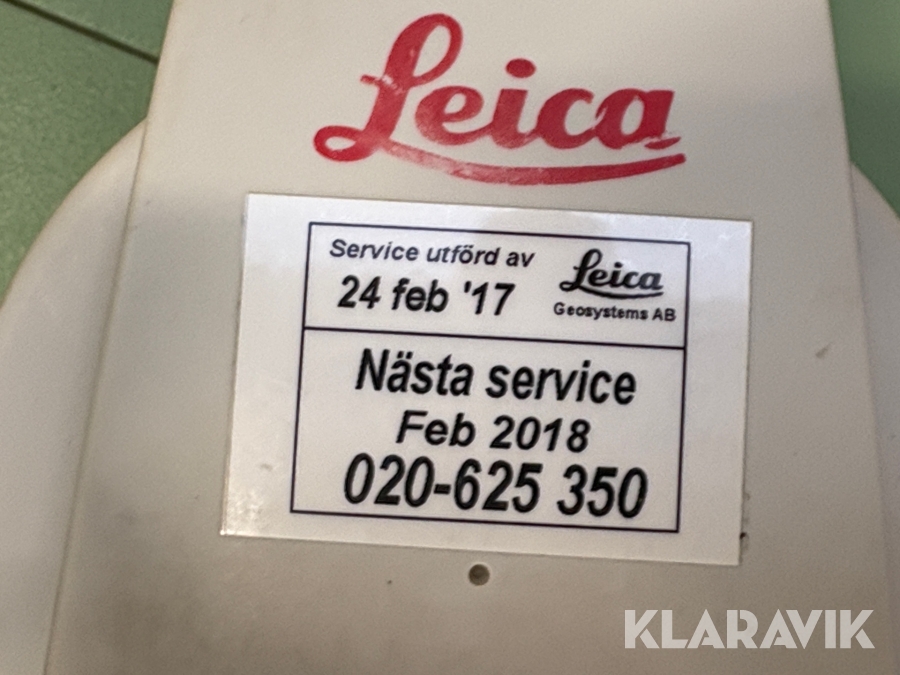 Leica
Service utförd av
24 feb '17
Leica
Geosystems AB
Nästa service
Feb 2018
020-625 350
KLARAVIK